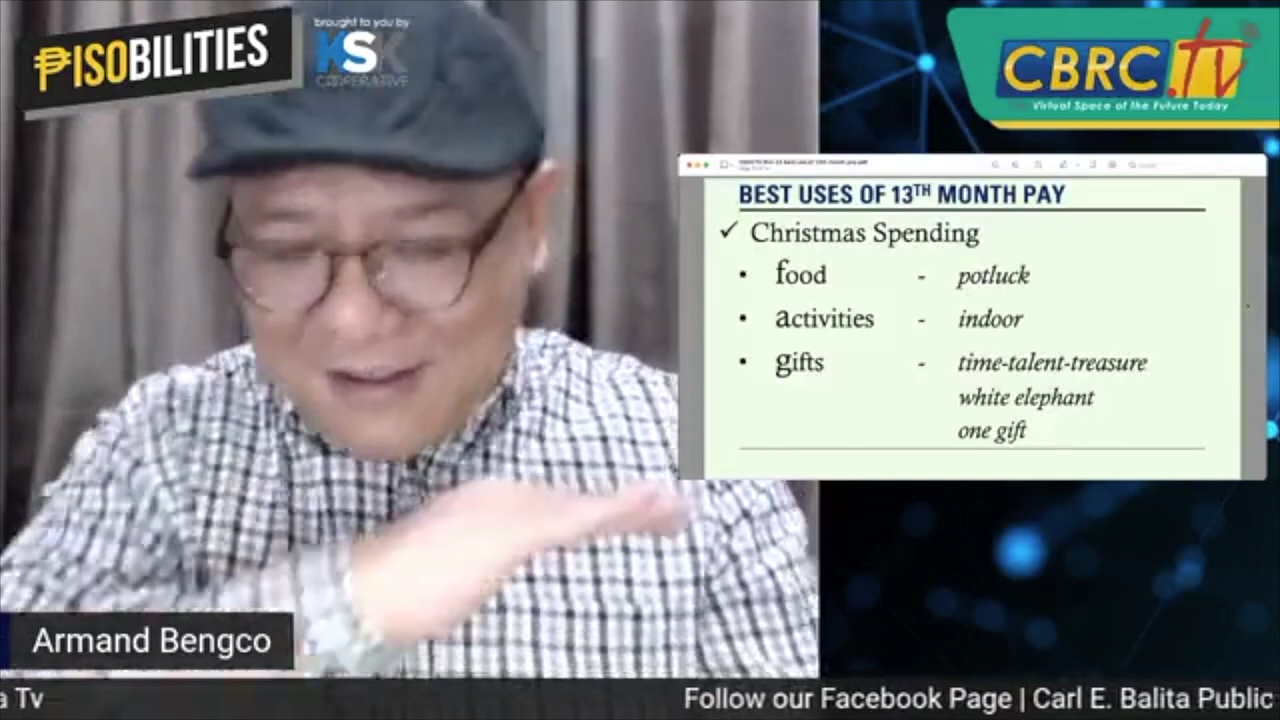 ₱ISOBILITIES
brought to you by
KSK
COOPERATIVE
CBRC.tv
Virtual Space of the Future Today
BEST USES OF 13TH MONTH PAY
✓ Christmas Spending
• food - potluck
• activities - indoor
• gifts - time-talent-treasure
white elephant
one gift
Armand Bengco
a Tv
Follow our Facebook Page | Carl E. Balita Public